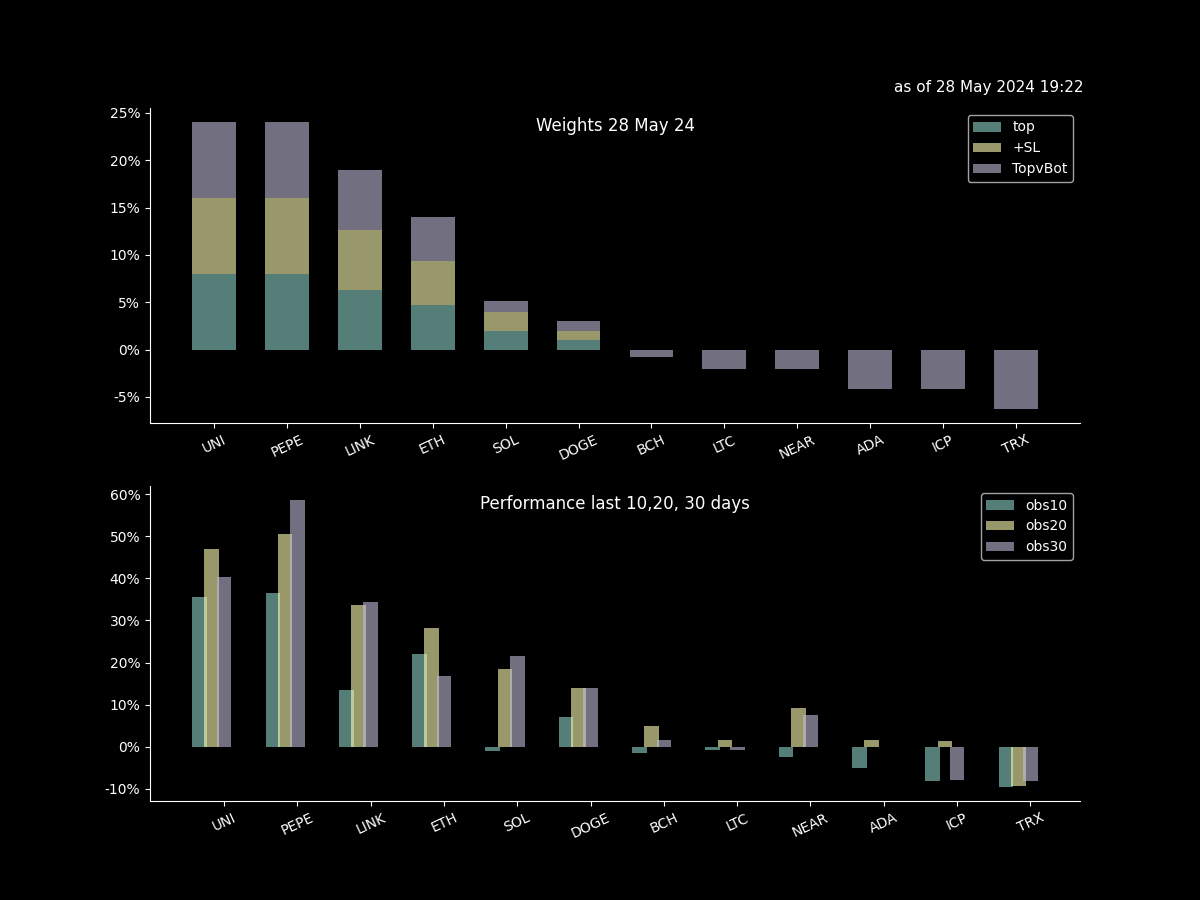 as of 28 May 2024 19:22
Weights 28 May 24
top
+SL
TopvBot
25%
20%
15%
10%
5%
0%
-5%
UNI PEPE LINK ETH SOL DOGE BCH LTC NEAR ADA ICP TRX
Performance last 10,20, 30 days
obs10
obs20
obs30
60%
50%
40%
30%
20%
10%
0%
-10%
UNI PEPE LINK ETH SOL DOGE BCH LTC NEAR ADA ICP TRX